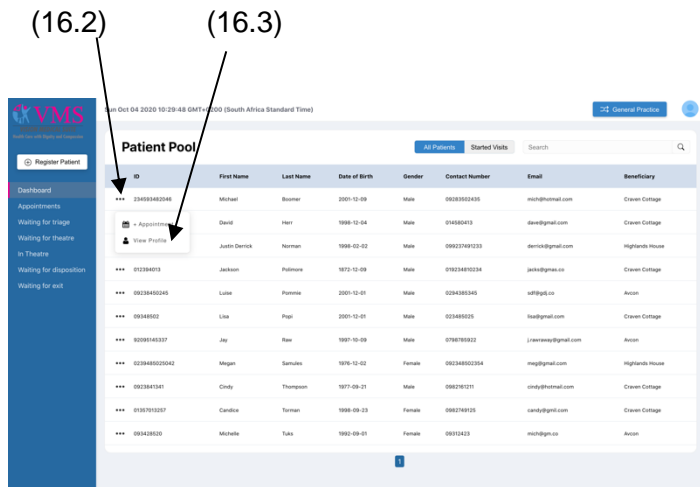 (16.2) (16.3)
VMS
Sun Oct 04 2020 10:29:48 GMT+0200 (South Africa Standard Time)
General Practice
Register Patient
Dashboard
Appointments
Waiting for triage
Waiting for theatre
In Theatre
Waiting for disposition
Waiting for exit
Patient Pool All Patients Started Visits Search
ID First Name Last Name Date of Birth Gender Contact Number Email Beneficiary
234593482546 Michael Boomer 2001-12-09 Male 09283502435 mich@hotmail.com Craven Cottage
+ Appointment David Herr 1998-12-04 Male 014580413 dave@gmail.com Craven Cottage
View Profile Justin Derrick Norman 1998-02-02 Male 099237491233 derrick@gmail.com Highlands House
012394013 Jackson Polimore 1872-12-09 Male 019234810234 jacks@gmas.co Craven Cottage
09238450245 Luise Pommie 2001-12-01 Male 0294385345 sdf@gdj.co Avcon
09348502 Lisa Popi 2001-12-01 Male 023485025 lisa@gmail.com Craven Cottage
92095145337 Jay Raw 1997-10-09 Male 0798785922 j.rawraway@gmail.com Craven Cottage
0239485025042 Megan Samules 1976-12-02 Female 092348502354 meg@gmail.com Highlands House
0923841341 Cindy Thompson 1977-09-21 Male 0982161211 cindy@hotmail.com Craven Cottage
01357013257 Candice Torman 1998-09-23 Female 0982749125 candy@gmil.com Craven Cottage
093428520 Michelle Tuks 1992-09-01 Female 09312423 mich@gm.co Avcon
1